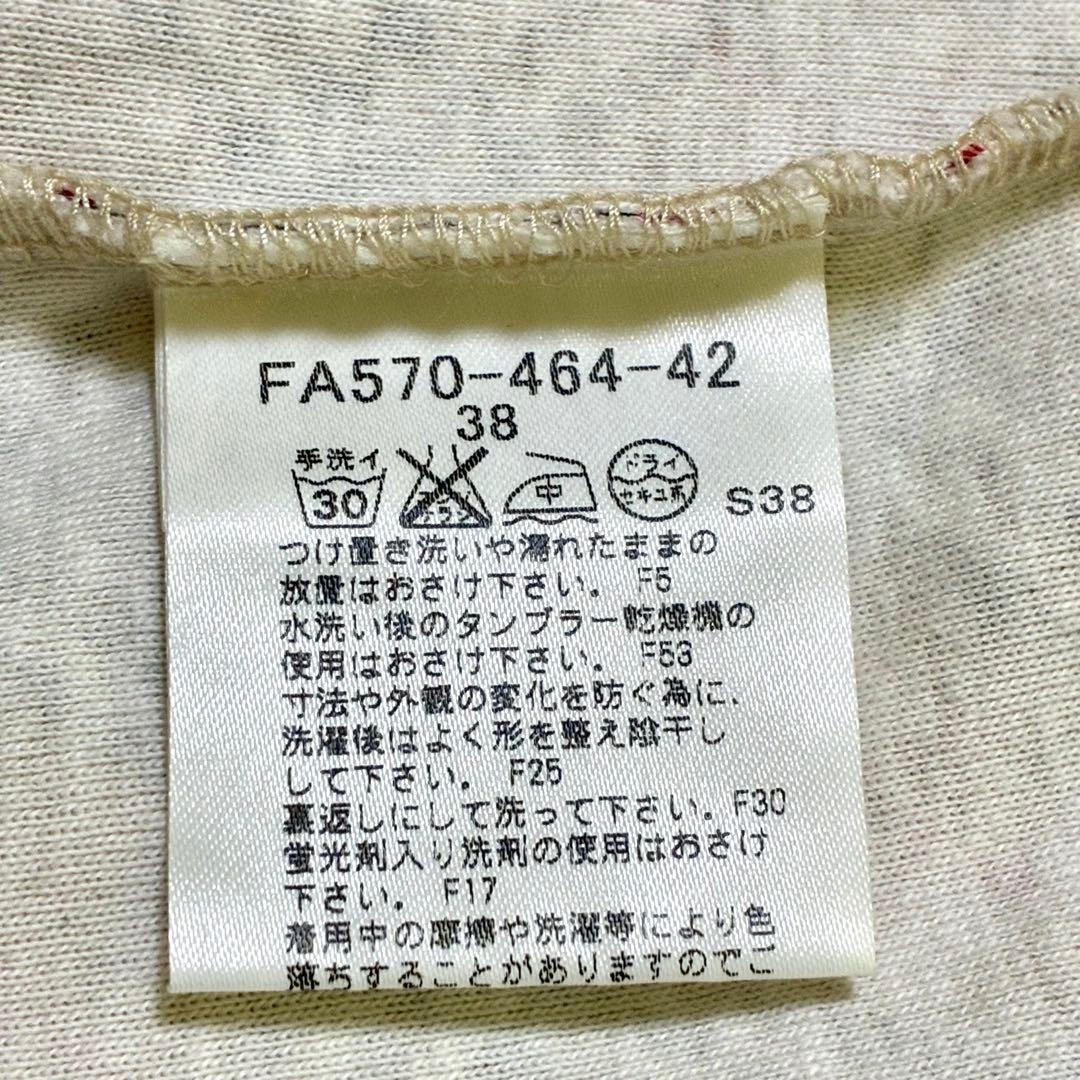 FA570-464-42
38
手洗イ
30
エンソ
サラシ
中
ドライ
セキユ系
S38
つけ置き洗いや濡れたままの
放置はおさけ下さい。 F5
水洗い後のタンブラー乾燥機の
使用はおさけ下さい。 F53
寸法や外観の変化を防ぐ為に、
洗濯後はよく形を整え陰干し
して下さい。 F25
裏返しにして洗って下さい。F30
蛍光剤入り洗剤の使用はおさけ
下さい。 F17
着用中の摩擦や洗濯等により色
落ちすることがありますのでご